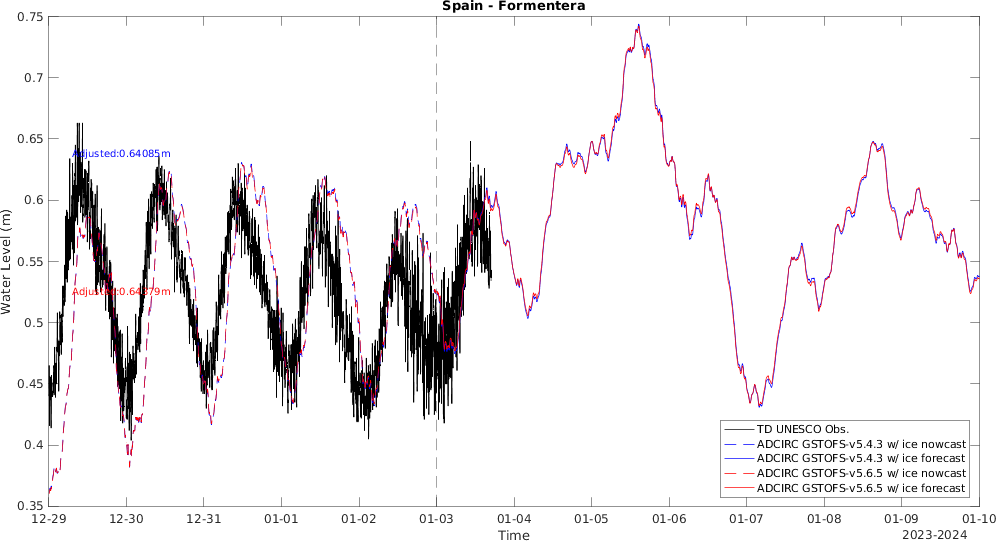 Spain - Formentera
0.75
0.7
0.65
0.6
0.55
0.5
0.45
0.4
0.35
Water Level (m)
Adjusted:0.64085m
Adjusted:0.64379m
TD UNESCO Obs.
ADCIRC GSTOFS-v5.4.3 w/ ice nowcast
ADCIRC GSTOFS-v5.4.3 w/ ice forecast
ADCIRC GSTOFS-v5.6.5 w/ ice nowcast
ADCIRC GSTOFS-v5.6.5 w/ ice forecast
12-29 12-30 12-31 01-01 01-02 01-03 01-04 01-05 01-06 01-07 01-08 01-09 01-10
Time
2023-2024